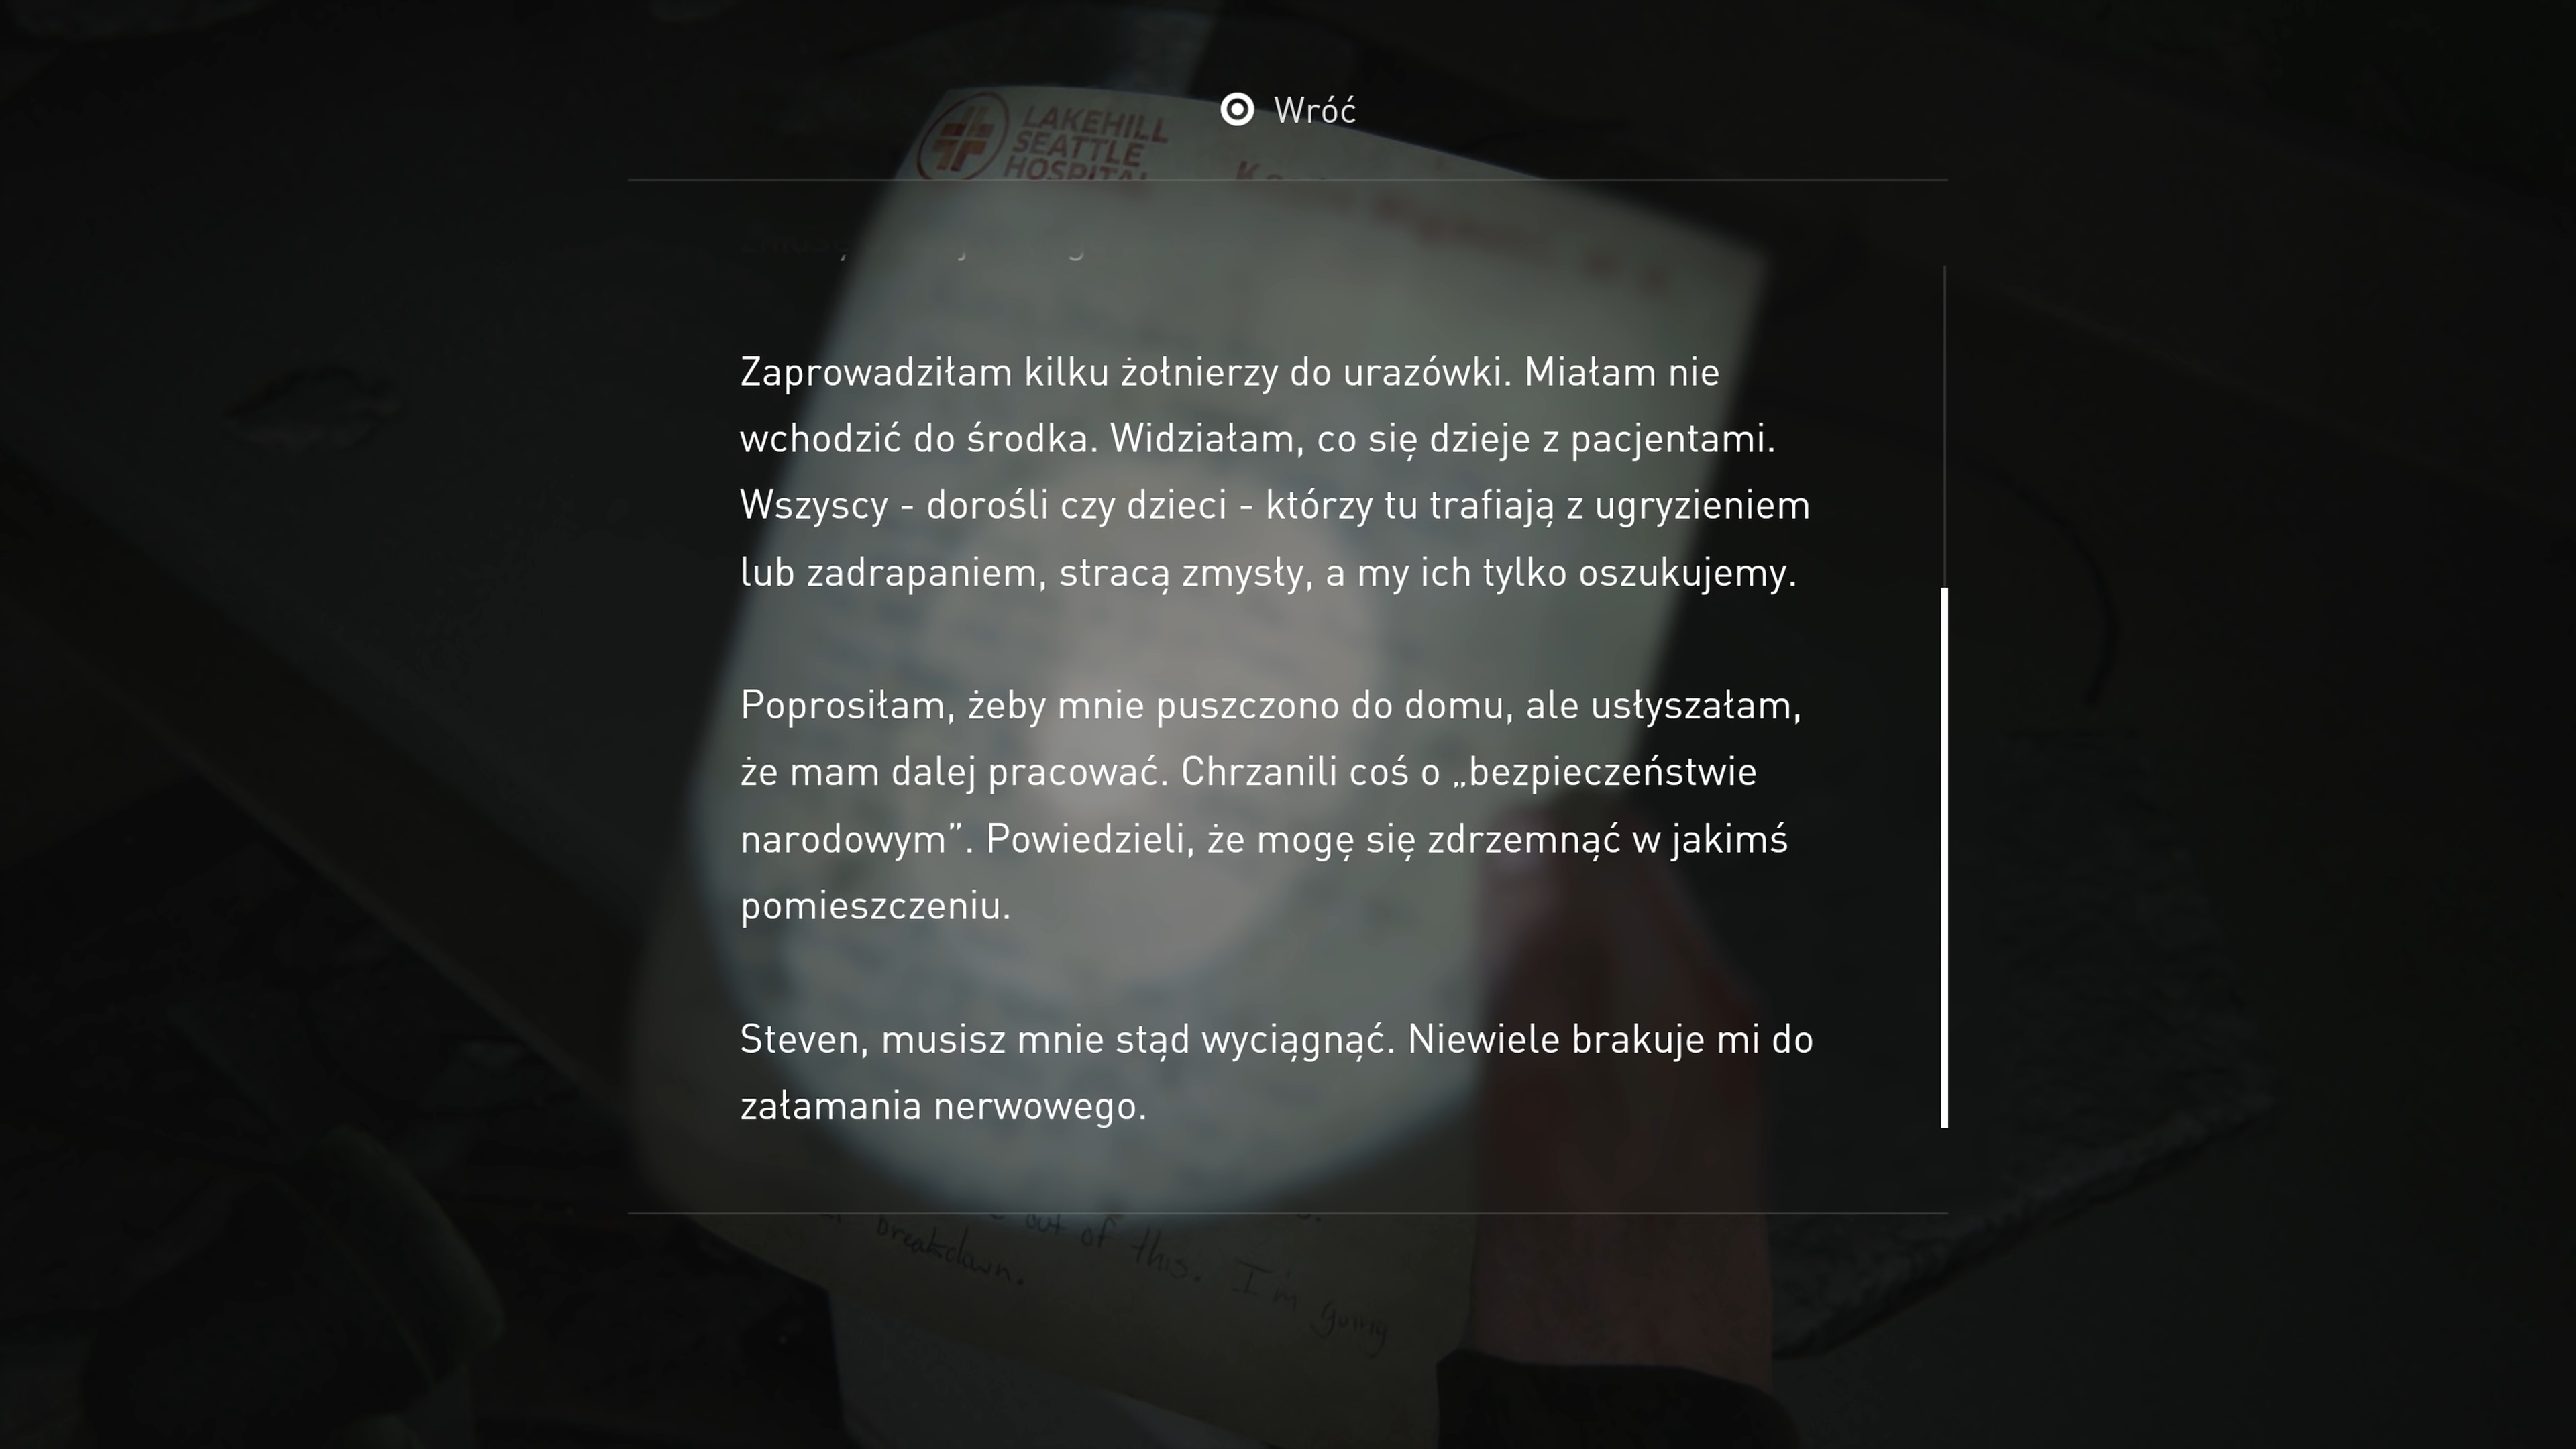 Wróć
LAKEHILL
SEATTLE
HOSPITAL
Zaprowadziłam kilku żołnierzy do urazówki. Miałam nie
wchodzić do środka. Widziałam, co się dzieje z pacjentami.
Wszyscy - dorośli czy dzieci - którzy tu trafiają z ugryzieniem
lub zadrapaniem, stracą zmysły, a my ich tylko oszukujemy.
Poprosiłam, żeby mnie puszczono do domu, ale usłyszałam,
że mam dalej pracować. Chrzanili coś o „bezpieczeństwie
narodowym”. Powiedzieli, że mogę się zdrzemnąć w jakimś
pomieszczeniu.
Steven, musisz mnie stąd wyciągnąć. Niewiele brakuje mi do
załamania nerwowego.
out of this. I'm going
breakdown.